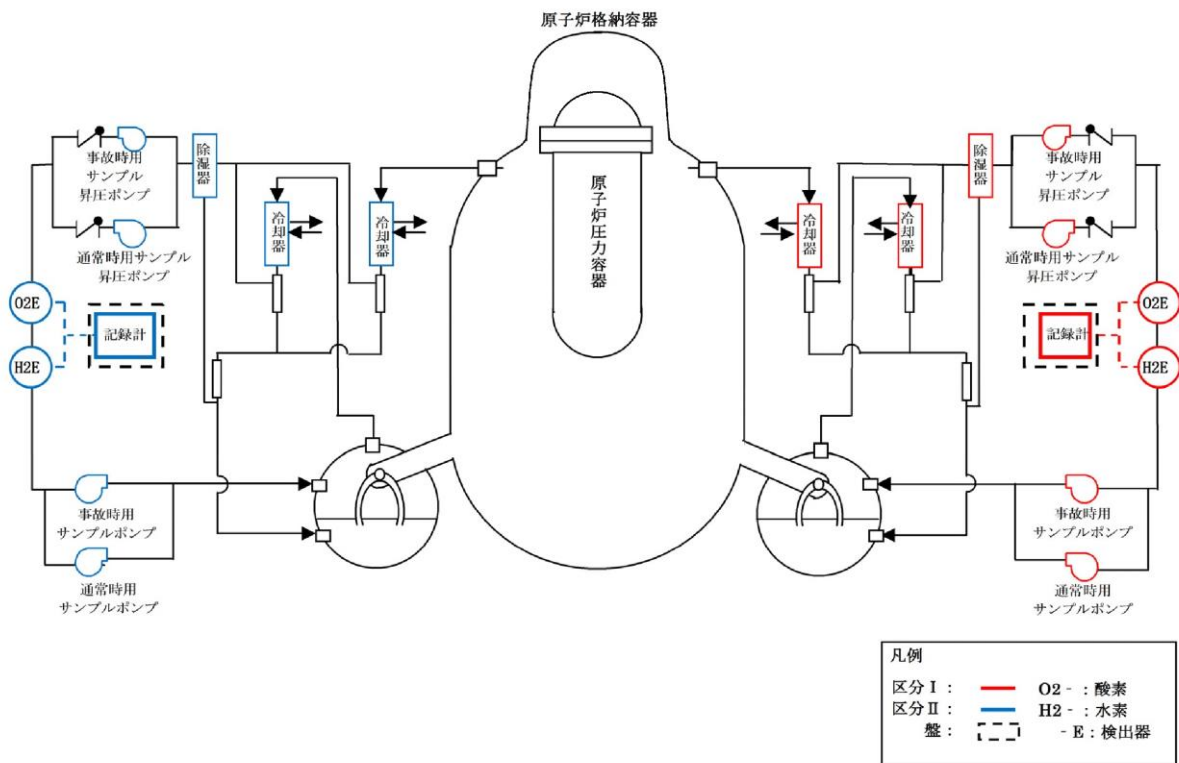 原子炉格納容器
事故時用
サンプル
昇圧ポンプ
除湿器
冷却器
冷却器
通常時用サンプル
昇圧ポンプ
O2E
H2E
記録計
事故時用
サンプルポンプ
通常時用
サンプルポンプ
原子炉圧力容器
冷却器
冷却器
除湿器
事故時用
サンプル
昇圧ポンプ
通常時用サンプル
昇圧ポンプ
記録計
O2E
H2E
事故時用
サンプルポンプ
通常時用
サンプルポンプ
凡例
区分Ⅰ： O2 - ：酸素
区分Ⅱ： H2 - ：水素
盤： - E：検出器